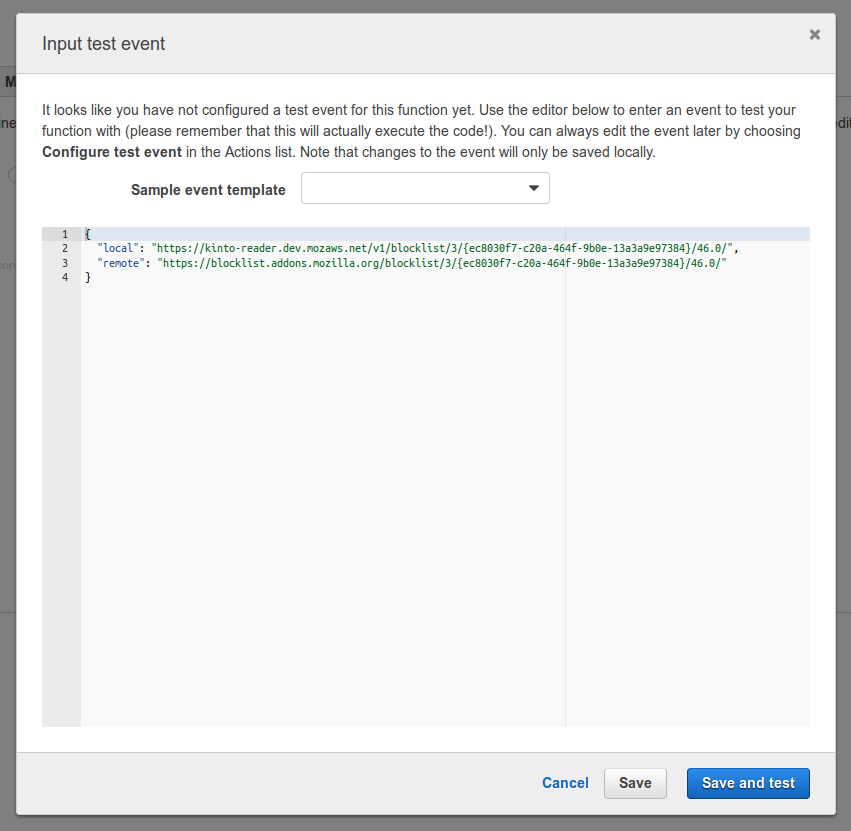 Input test event
✖
M
It looks like you have not configured a test event for this function yet. Use the editor below to enter an event to test your
function with (please remember that this will actually execute the code!). You can always edit the event later by choosing
Configure test event in the Actions list. Note that changes to the event will only be saved locally.
ine
edit
Sample event template
con
1 {
2 "local": "https://kinto-reader.dev.mozaws.net/v1/blocklist/3/{ec8030f7-c20a-464f-9b0e-13a3a9e97384}/46.0/",
3 "remote": "https://blocklist.addons.mozilla.org/blocklist/3/{ec8030f7-c20a-464f-9b0e-13a3a9e97384}/46.0/"
4 }
Cancel Save Save and test